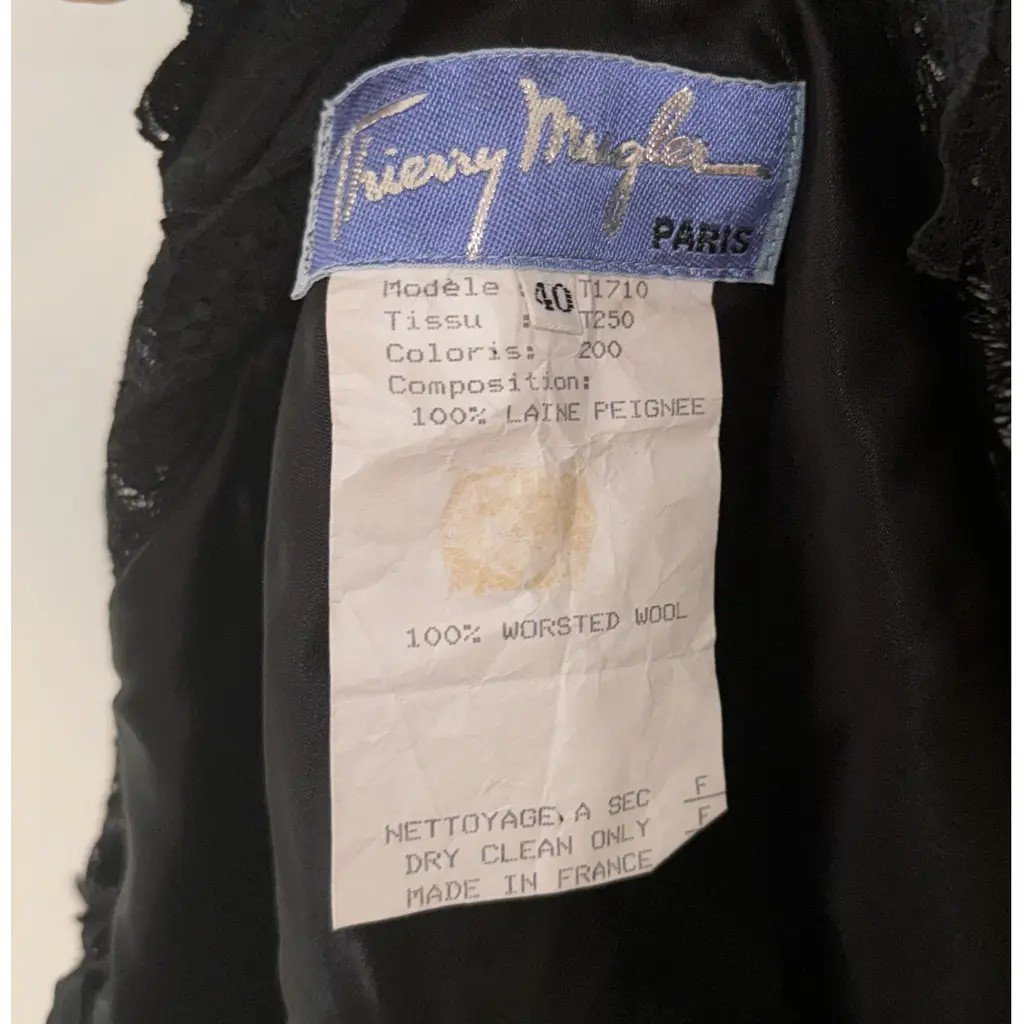 Thierry Mugler
PARIS
40
Modèle : T1710
Tissu : T250
Coloris: 200
Composition:
100% LAINE PEIGNEE
100% WORSTED WOOL
NETTOYAGE A SEC F
DRY CLEAN ONLY F
MADE IN FRANCE